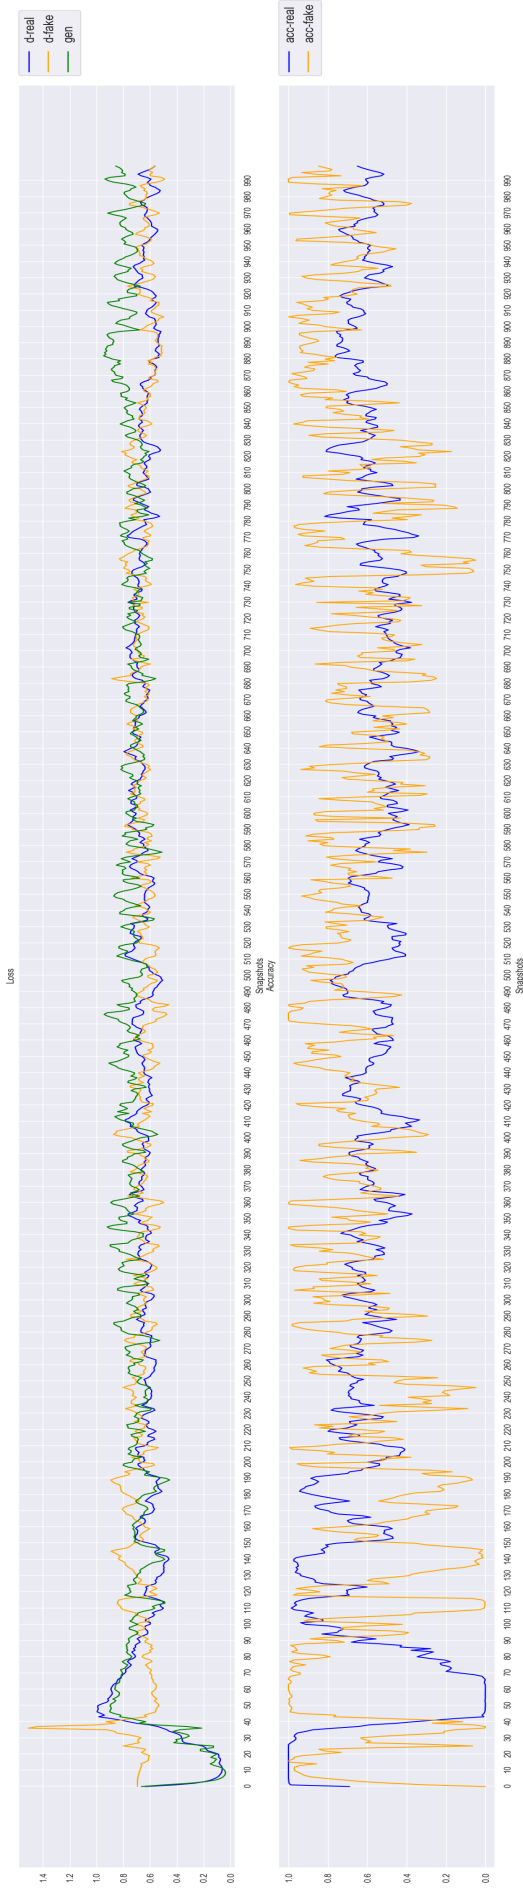 Loss
d-real
d-fake
gen
1.4
1.2
1.0
0.8
0.6
0.4
0.2
0.0
0 10 20 30 40 50 60 70 80 90 100 110 120 130 140 150 160 170 180 190 200 210 220 230 240 250 260 270 280 290 300 310 320 330 340 350 360 370 380 390 400 410 420 430 440 450 460 470 480 490 500 510 520 530 540 550 560 570 580 590 600 610 620 630 640 650 660 670 680 690 700 710 720 730 740 750 760 770 780 790 800 810 820 830 840 850 860 870 880 890 900 910 920 930 940 950 960 970 980 990
Snapshots
Accuracy
acc-real
acc-fake
1.0
0.8
0.6
0.4
0.2
0.0
0 10 20 30 40 50 60 70 80 90 100 110 120 130 140 150 160 170 180 190 200 210 220 230 240 250 260 270 280 290 300 310 320 330 340 350 360 370 380 390 400 410 420 430 440 450 460 470 480 490 500 510 520 530 540 550 560 570 580 590 600 610 620 630 640 650 660 670 680 690 700 710 720 730 740 750 760 770 780 790 800 810 820 830 840 850 860 870 880 890 900 910 920 930 940 950 960 970 980 990
Snapshots